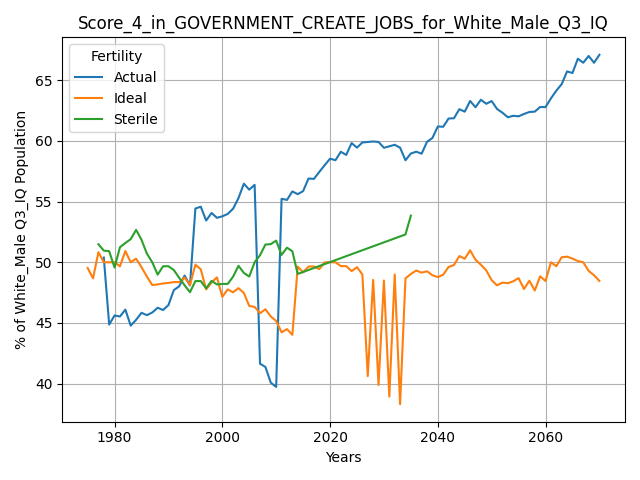 Score_4_in_GOVERNMENT_CREATE_JOBS_for_White_Male_Q3_IQ
Fertility
Actual
Ideal
Sterile
% of White_Male Q3_IQ Population
65
60
55
50
45
40
1980
2000
2020
2040
2060
Years